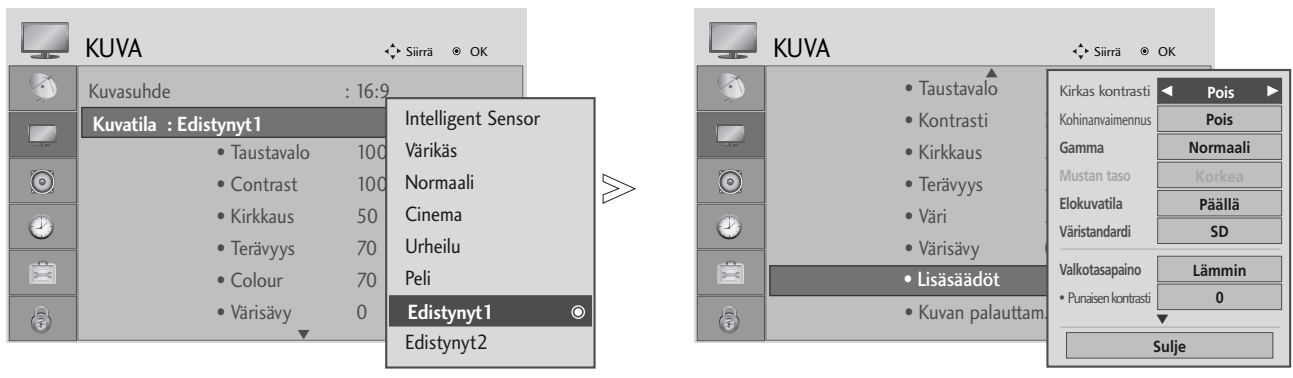 KUVA
Siirrä OK
Kuvasuhde : 16:9
Kuvatila : Edistynyt1
• Taustavalo 100
• Contrast 100
• Kirkkaus 50
• Terävyys 70
• Colour 70
• Värisävy 0
Intelligent Sensor
Värikäs
Normaali
Cinema
Urheilu
Peli
Edistynyt1
Edistynyt2
KUVA
Siirrä OK
• Taustavalo
• Kontrasti
• Kirkkaus
• Terävyys
• Väri
• Värisävy
• Lisäsäädöt
• Kuvan palauttam.
Kirkas kontrasti Pois
Kohinanvaimennus Pois
Gamma Normaali
Mustan taso Korkea
Elokuvatila Päällä
Väristandardi SD
Valkotasapaino Lämmin
• Punaisen kontrasti 0
Sulje